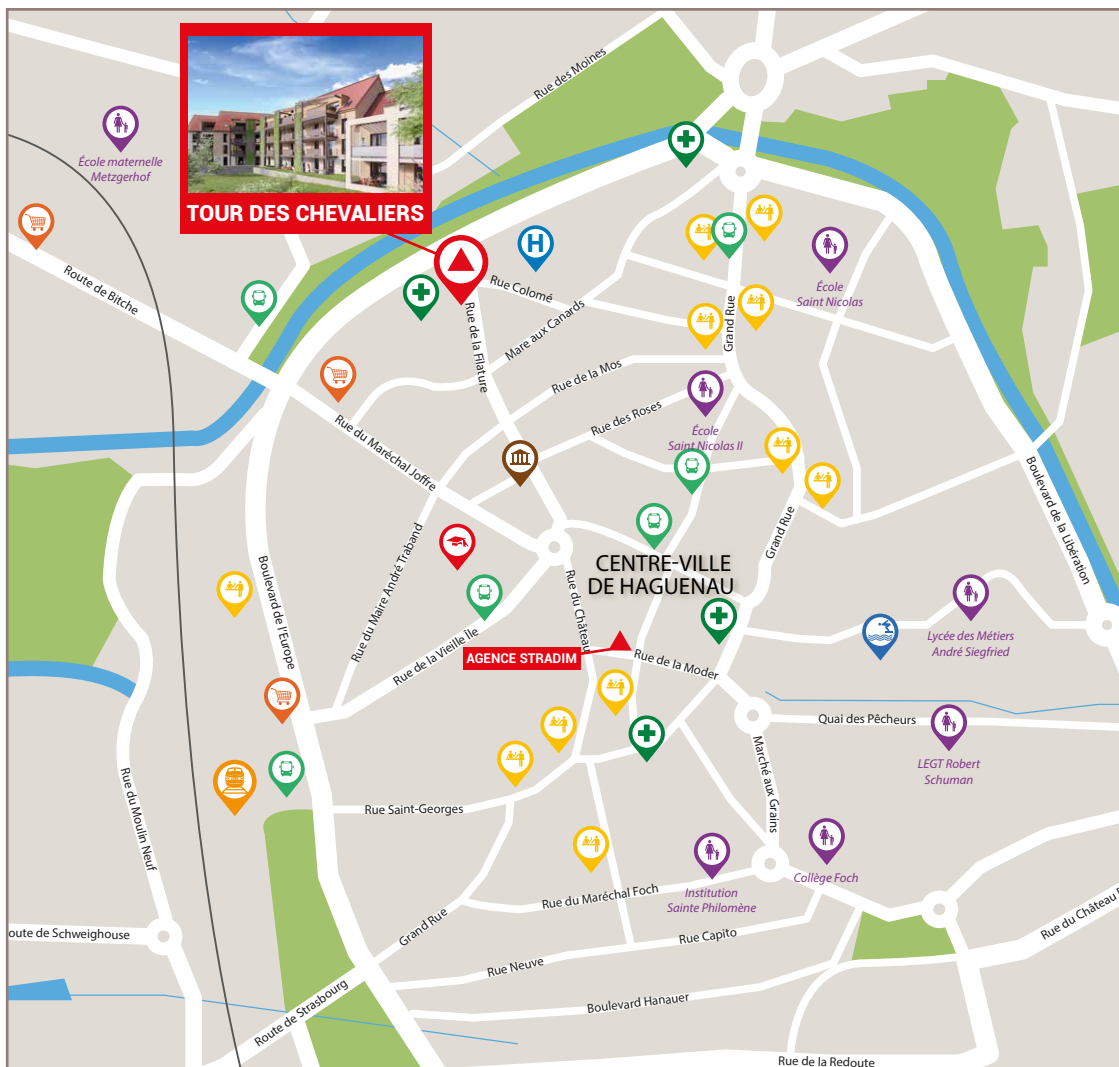 Rue des Moines
École maternelle
Metzgerhof
TOUR DES CHEVALIERS
Route de Bitche
H
Rue Colomé
École
Saint Nicolas
Rue de la Filature
Mare aux Canards
Grand Rue
Rue de la Mos
Rue des Roses
École
Saint Nicolas II
Rue du Maréchal Joffre
Boulevard de la Libération
Grand Rue
CENTRE-VILLE
DE HAGUENAU
Boulevard de l'Europe
Rue du Maire André Traband
Rue du Château
Rue de la Vieille Île
AGENCE STRADIM
Rue de la Moder
Lycée des Métiers
André Siegfried
Quai des Pêcheurs
LEGT Robert
Schuman
Marché aux Grains
Rue du Moulin Neuf
Rue Saint-Georges
Collège Foch
Institution
Sainte Philomène
Rue du Maréchal Foch
Grand Rue
Rue Capito
Rue du Château
oute de Schweighouse
Rue Neuve
Boulevard Hanauer
Route de Strasbourg
Rue de la Redoute